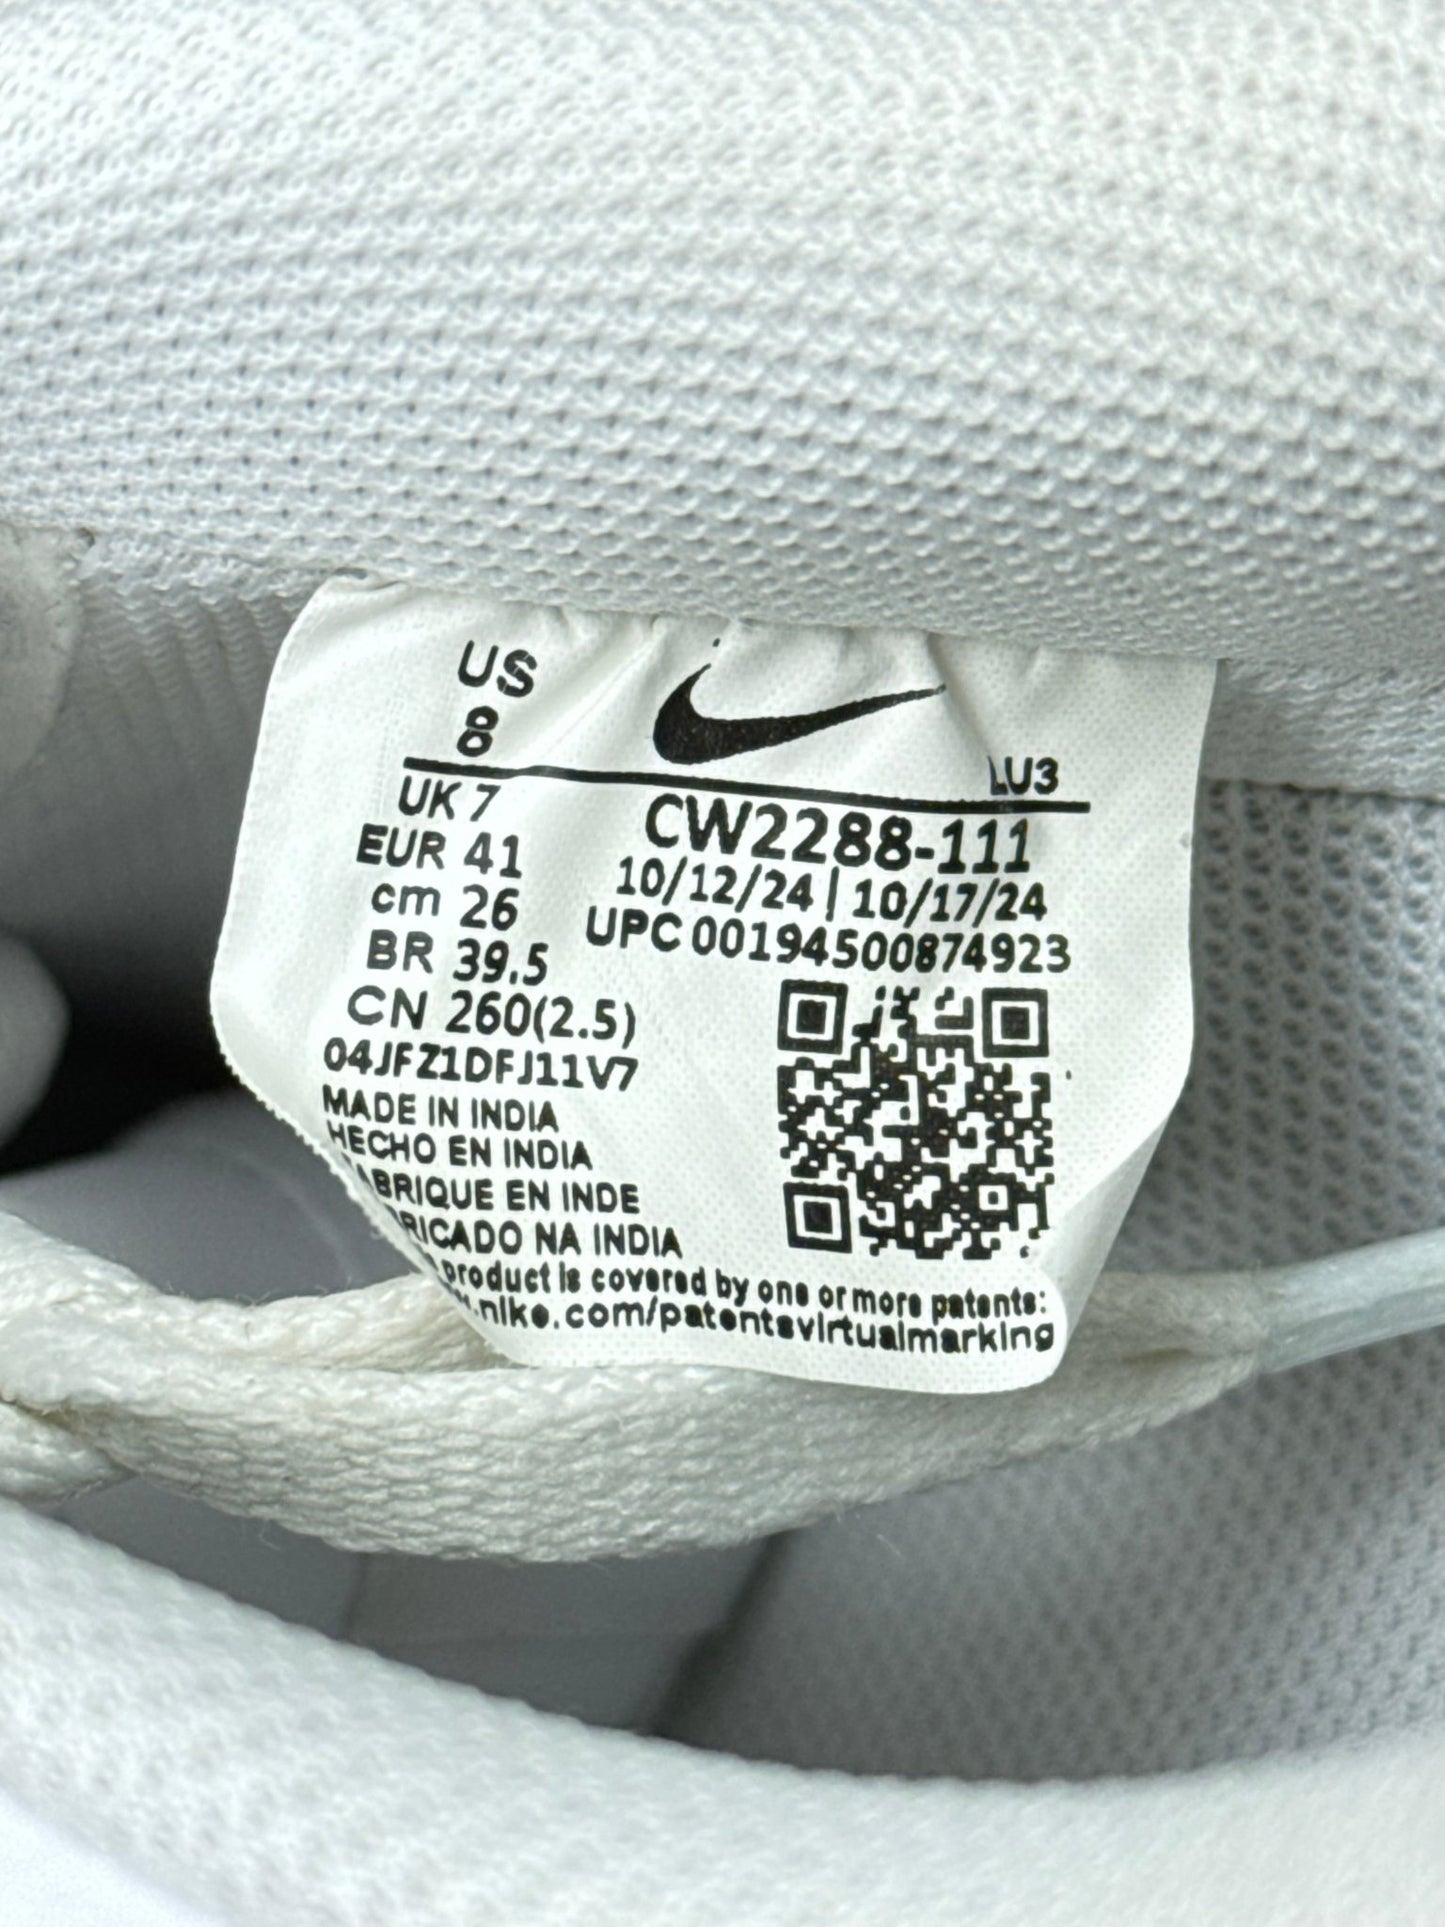 US
8
LU3
UK 7
EUR 41
cm 26
BR 39.5
CN 260(2.5)
04JFZ1DFJ11V7
CW2288-111
10/12/24 | 10/17/24
UPC 00194500874923
MADE IN INDIA
HECHO EN INDIA
ABRIQUE EN INDE
RICADO NA INDIA
product is covered by one or more patents:
.nike.com/patentsvirtualmarking